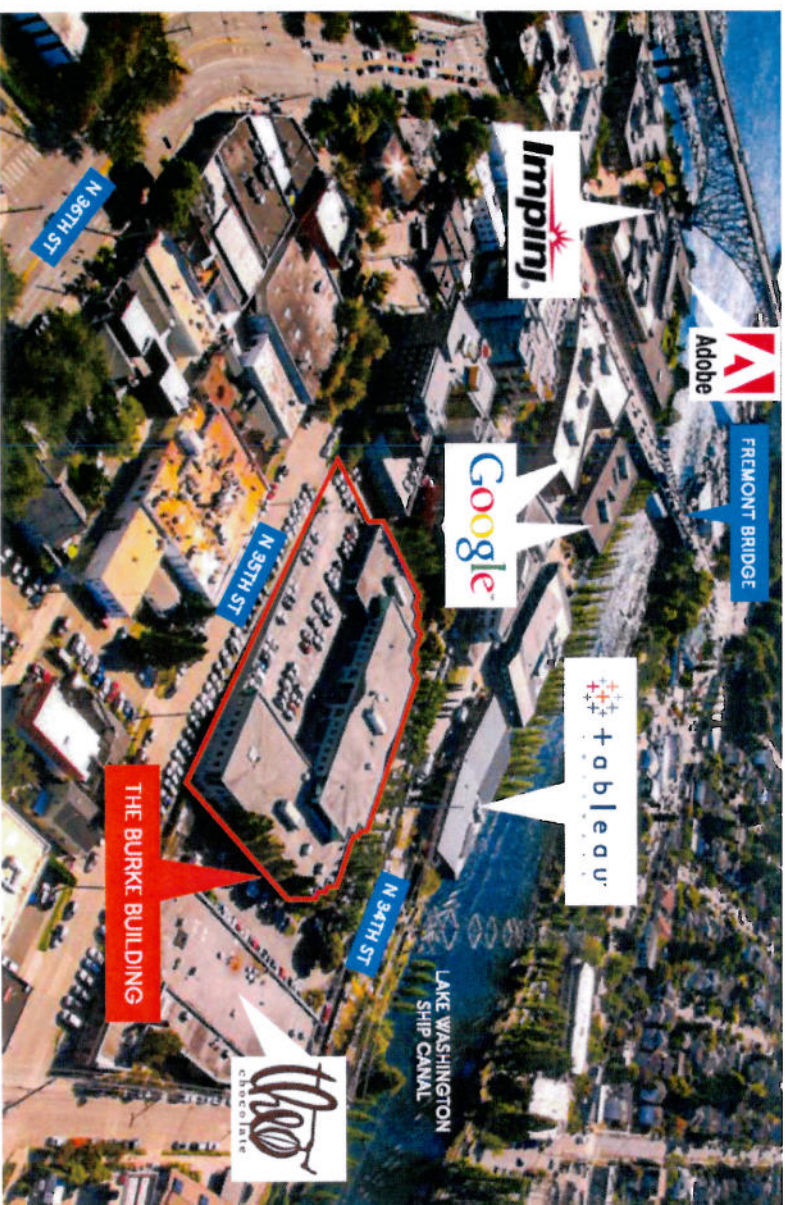 FREMONT BRIDGE
Adobe
tableau
Impinj
Google™
LAKE WASHINGTON
SHIP CANAL
N 34TH ST
theo
chocolate
N 35TH ST
THE BURKE BUILDING
N 36TH ST